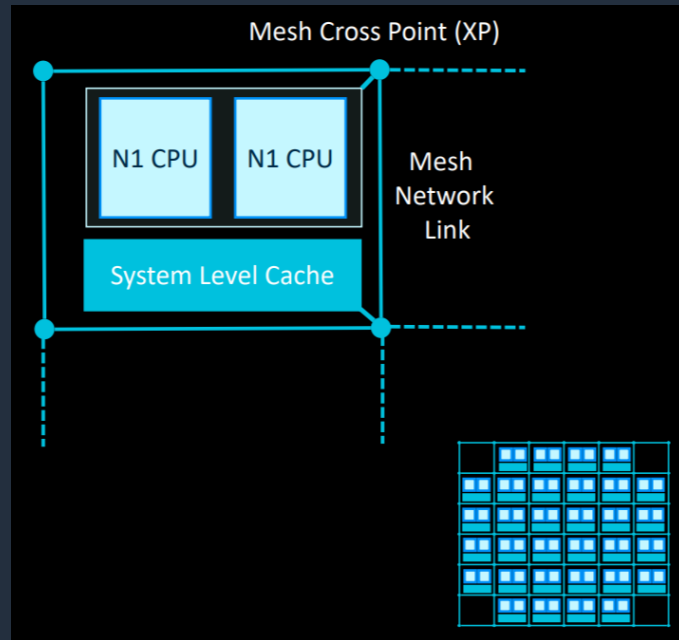 Mesh Cross Point (XP)
N1 CPU
N1 CPU
Mesh
Network
Link
System Level Cache